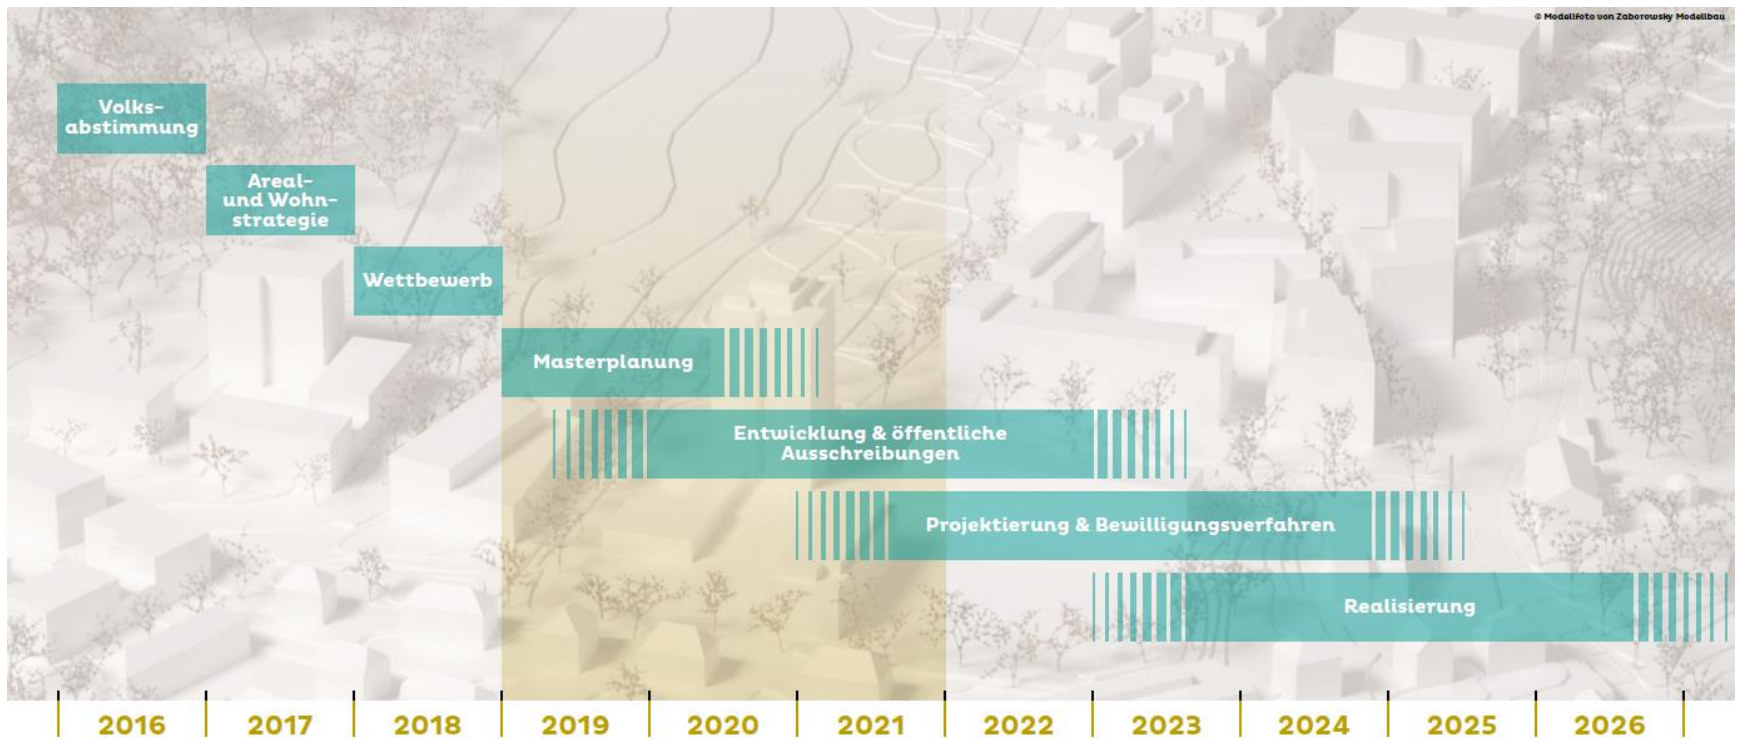 © Modellfoto von Zaborowsky Modellbau
Volks-
abstimmung
Areal-
und Wohn-
strategie
Wettbewerb
Masterplanung
Entwicklung & öffentliche
Ausschreibungen
Projektierung & Bewilligungsverfahren
Realisierung
2016 2017 2018 2019 2020 2021 2022 2023 2024 2025 2026